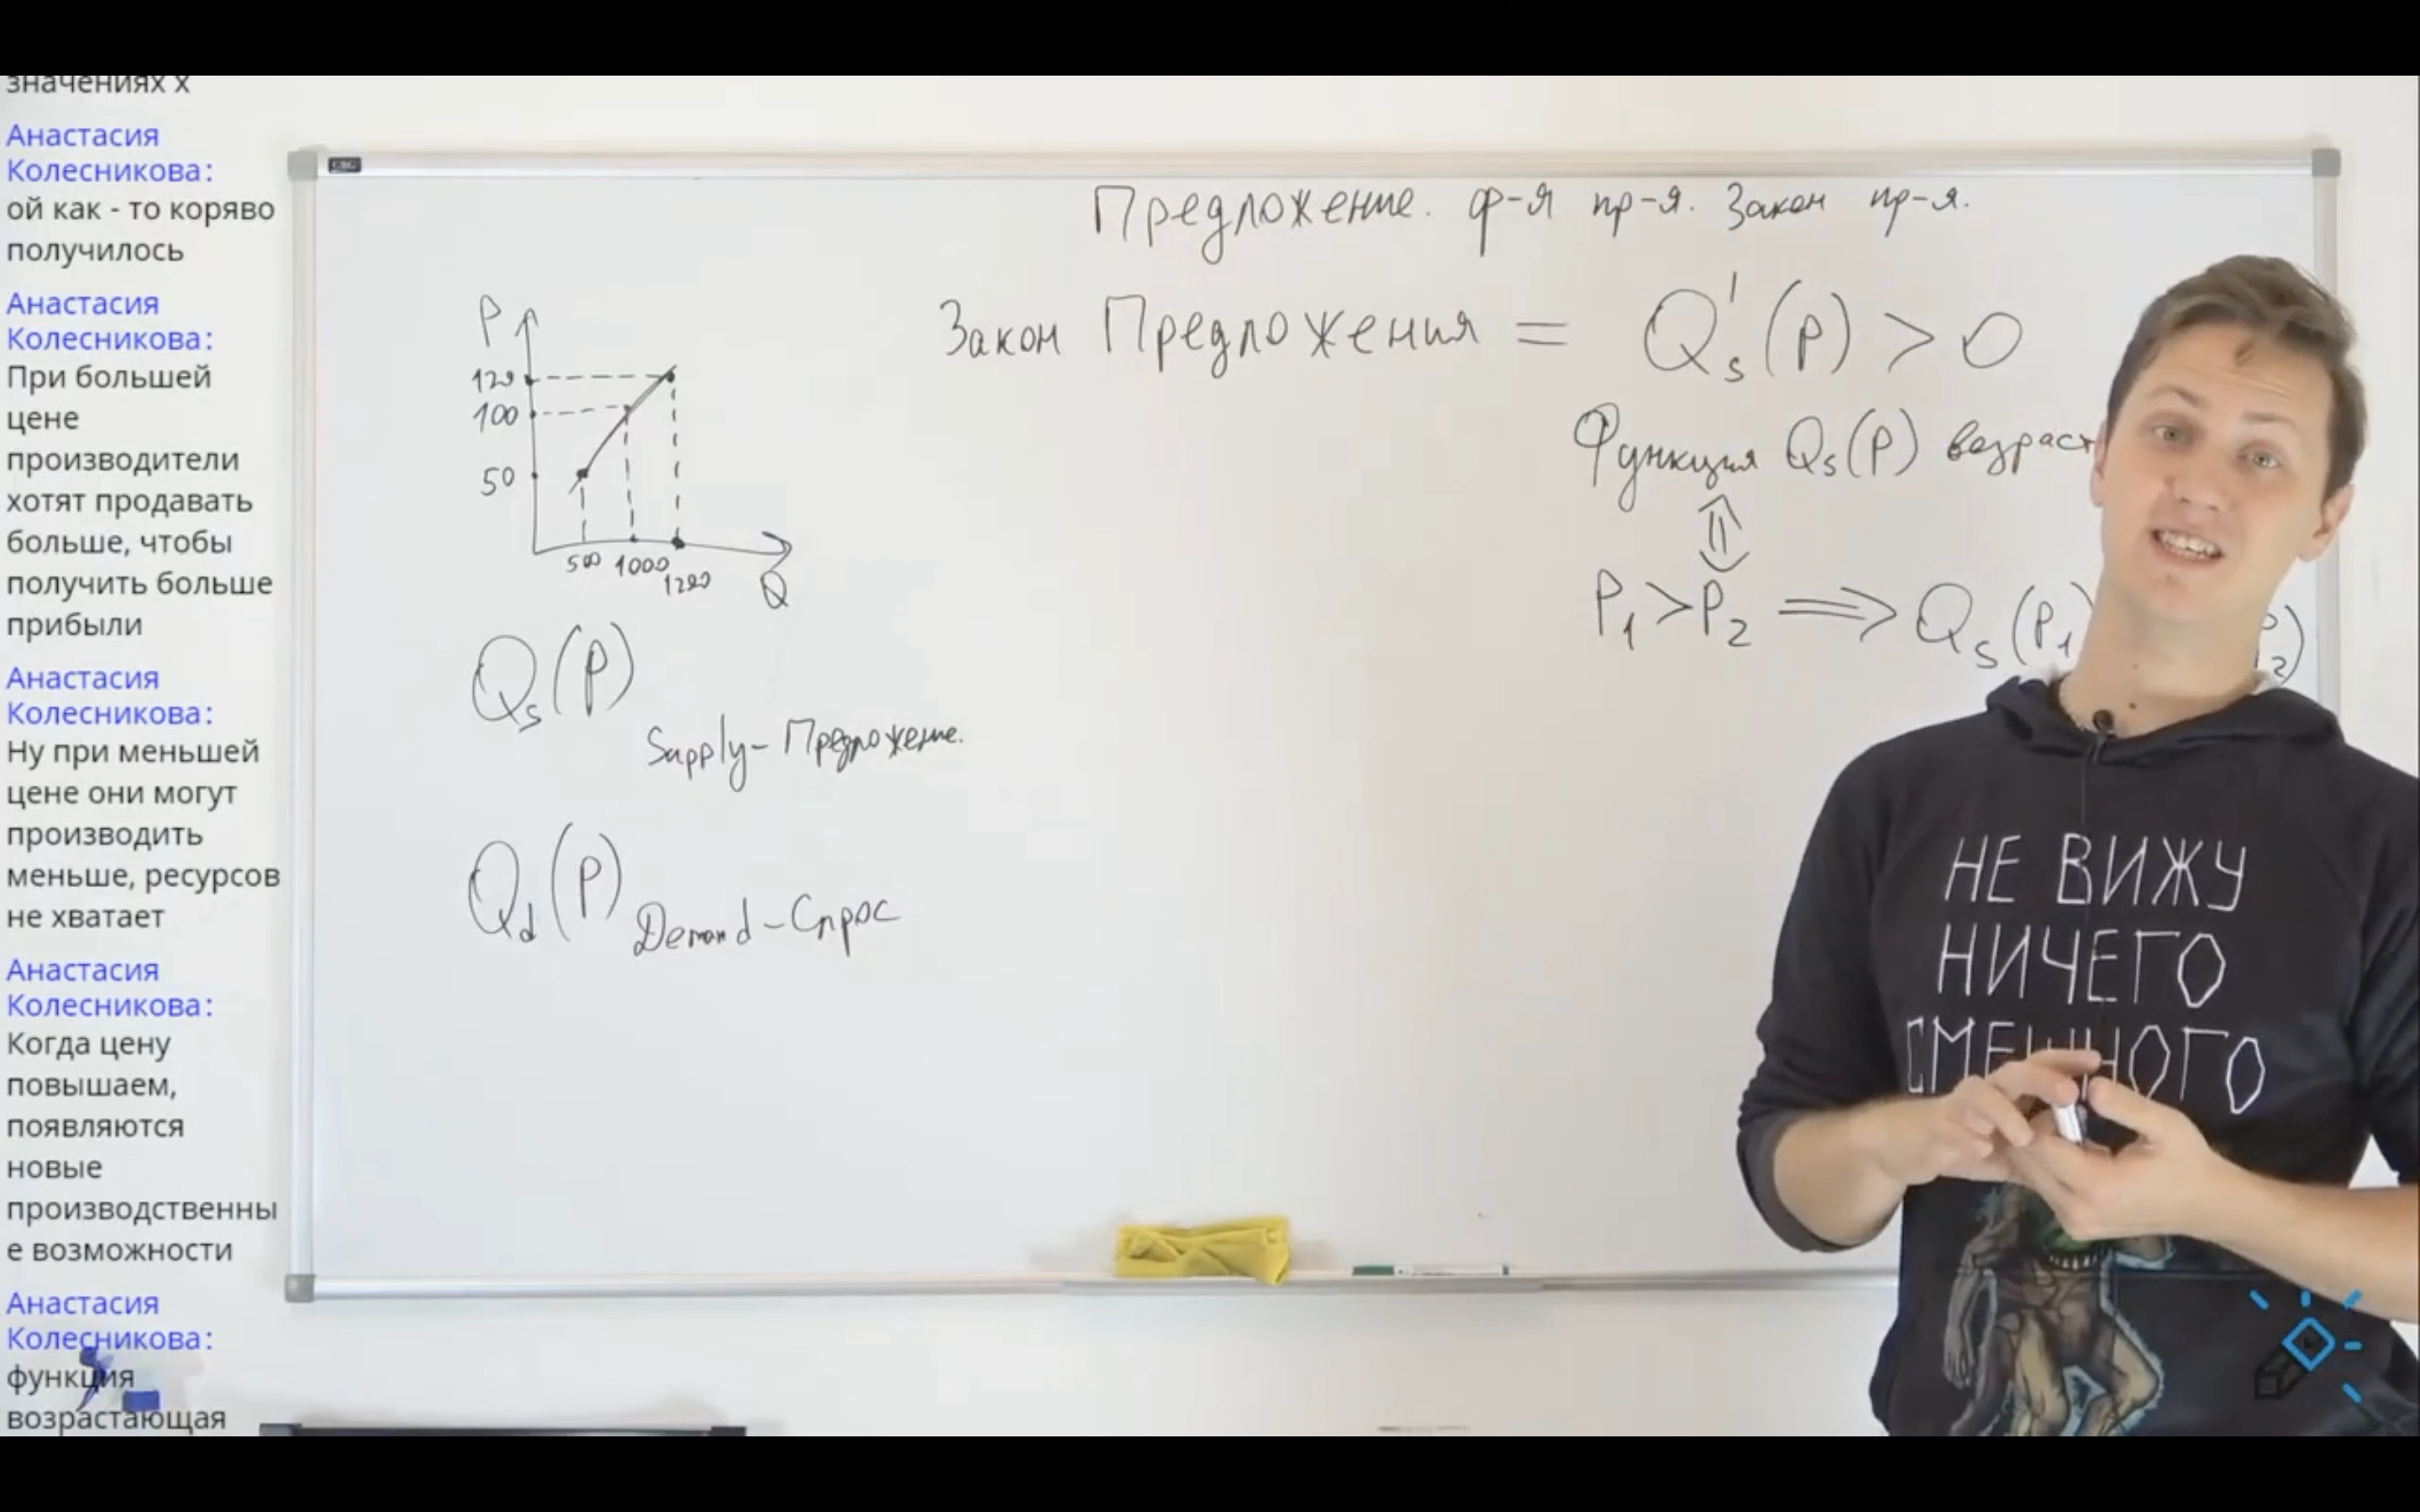 значениях х
Анастасия
Колесникова:
ой как - то коряво
получилось
Анастасия
Колесникова:
При большей
цене
производители
хотят продавать
больше, чтобы
получить больше
прибыли
Анастасия
Колесникова:
Ну при меньшей
цене они могут
производить
меньше, ресурсов
не хватает
Анастасия
Колесникова:
Когда цену
повышаем,
появляются
новые
производственны
е возможности
Анастасия
Колесникова:
функция
возрастающая
Предложение. ф-я пр-я. Закон пр-я.
Закон Предложения = Q's(P) > 0
Функция Qs(P) возраст
⇕
P1 > P2 ⟹ Qs(P1 2)
P
120
100
50
500 1000
1200
Q
Qs(P)
Supply - Предложение.
Qd(P)
Demand - Спрос
НЕ ВИЖУ
НИЧЕГО
СМЕШНОГО